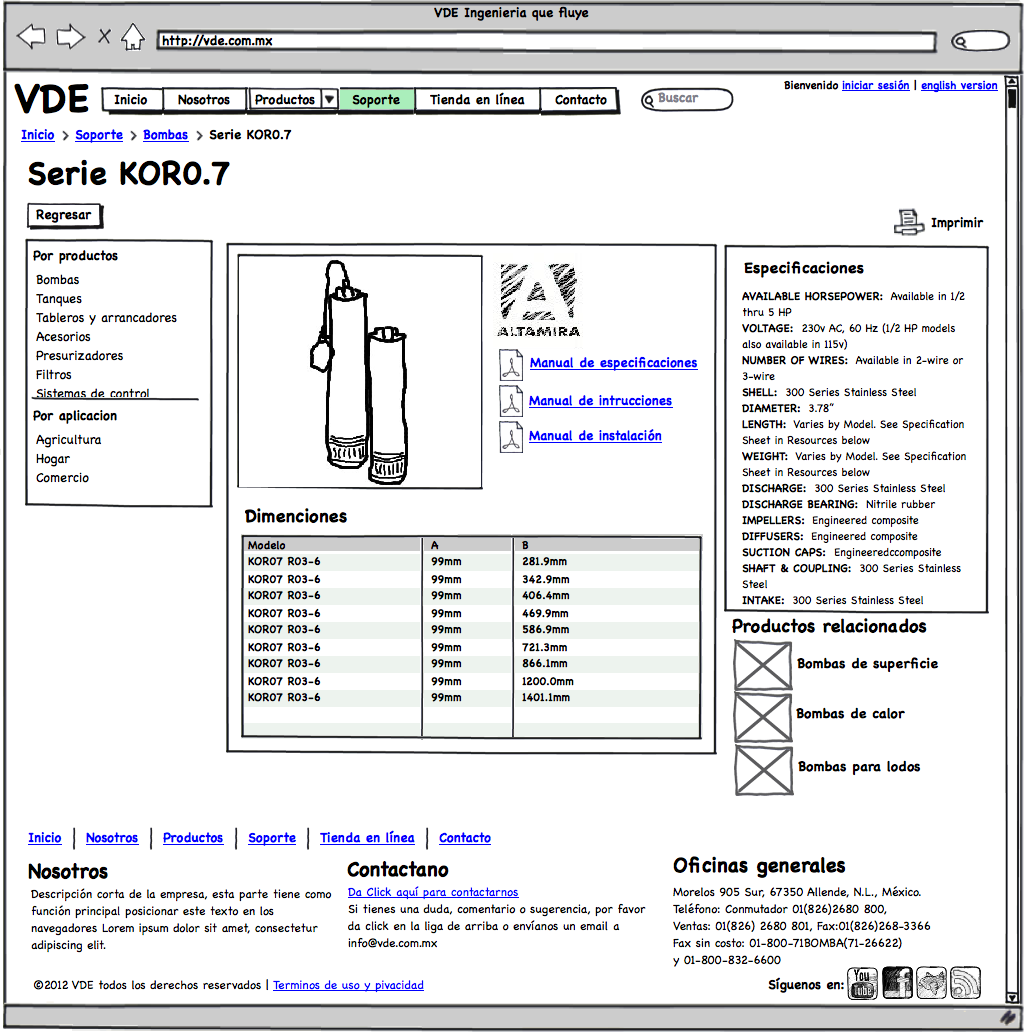 VDE Ingenieria que fluye
http://vde.com.mx
Bienvenido iniciar sesión | english version
VDE Inicio Nosotros Productos Soporte Tienda en línea Contacto Buscar
Inicio > Soporte > Bombas > Serie KOR0.7
Serie KOR0.7
Regresar
Imprimir
Por productos
Bombas
Tanques
Tableros y arrancadores
Acesorios
Presurizadores
Filtros
Sistemas de control
Por aplicacion
Agricultura
Hogar
Comercio
ALTAMIRA
Manual de especificaciones
Manual de intrucciones
Manual de instalación
Dimenciones
Modelo A B
KOR07 R03-6 99mm 281.9mm
KOR07 R03-6 99mm 342.9mm
KOR07 R03-6 99mm 406.4mm
KOR07 R03-6 99mm 469.9mm
KOR07 R03-6 99mm 586.9mm
KOR07 R03-6 99mm 721.3mm
KOR07 R03-6 99mm 866.1mm
KOR07 R03-6 99mm 1200.0mm
KOR07 R03-6 99mm 1401.1mm
Especificaciones
AVAILABLE HORSEPOWER: Available in 1/2
thru 5 HP
VOLTAGE: 230v AC, 60 Hz (1/2 HP models
also available in 115v)
NUMBER OF WIRES: Available in 2-wire or
3-wire
SHELL: 300 Series Stainless Steel
DIAMETER: 3.78"
LENGTH: Varies by Model. See Specification
Sheet in Resources below
WEIGHT: Varies by Model. See Specification
Sheet in Resources below
DISCHARGE: 300 Series Stainless Steel
DISCHARGE BEARING: Nitrile rubber
IMPELLERS: Engineered composite
DIFFUSERS: Engineered composite
SUCTION CAPS: Engineeredccomposite
SHAFT & COUPLING: 300 Series Stainless
Steel
INTAKE: 300 Series Stainless Steel
Productos relacionados
Bombas de superficie
Bombas de calor
Bombas para lodos
Inicio | Nosotros | Productos | Soporte | Tienda en línea | Contacto
Nosotros
Descripción corta de la empresa, esta parte tiene como
función principal posicionar este texto en los
navegadores Lorem ipsum dolor sit amet, consectetur
adipiscing elit.
Contactano
Da Click aquí para contactarnos
Si tienes una duda, comentario o sugerencia, por favor
da click en la liga de arriba o envíanos un email a
info@vde.com.mx
Oficinas generales
Morelos 905 Sur, 67350 Allende, N.L., México.
Teléfono: Conmutador 01(826)2680 800,
Ventas: 01(826) 2680 801, Fax:01(826)268-3366
Fax sin costo: 01-800-71BOMBA(71-26622)
y 01-800-832-6600
©2012 VDE todos los derechos reservados | Terminos de uso y pivacidad
Síguenos en: You Tube f